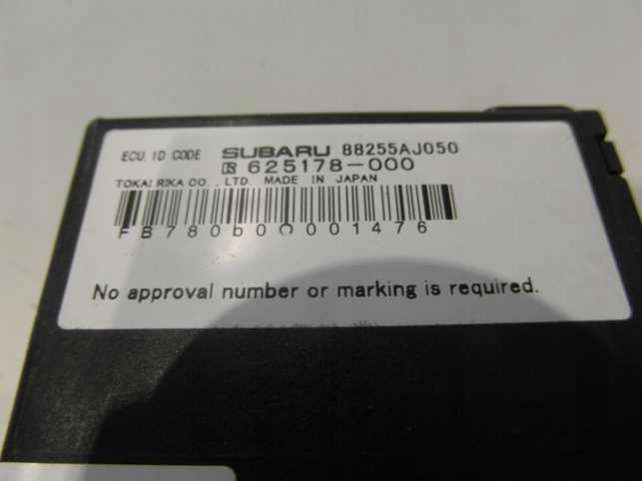 ECU ID CODE SUBARU 88255AJ050
625178-000
TOKAI RIKA CO., LTD. MADE IN JAPAN
FB780b00001476
No approval number or marking is required.